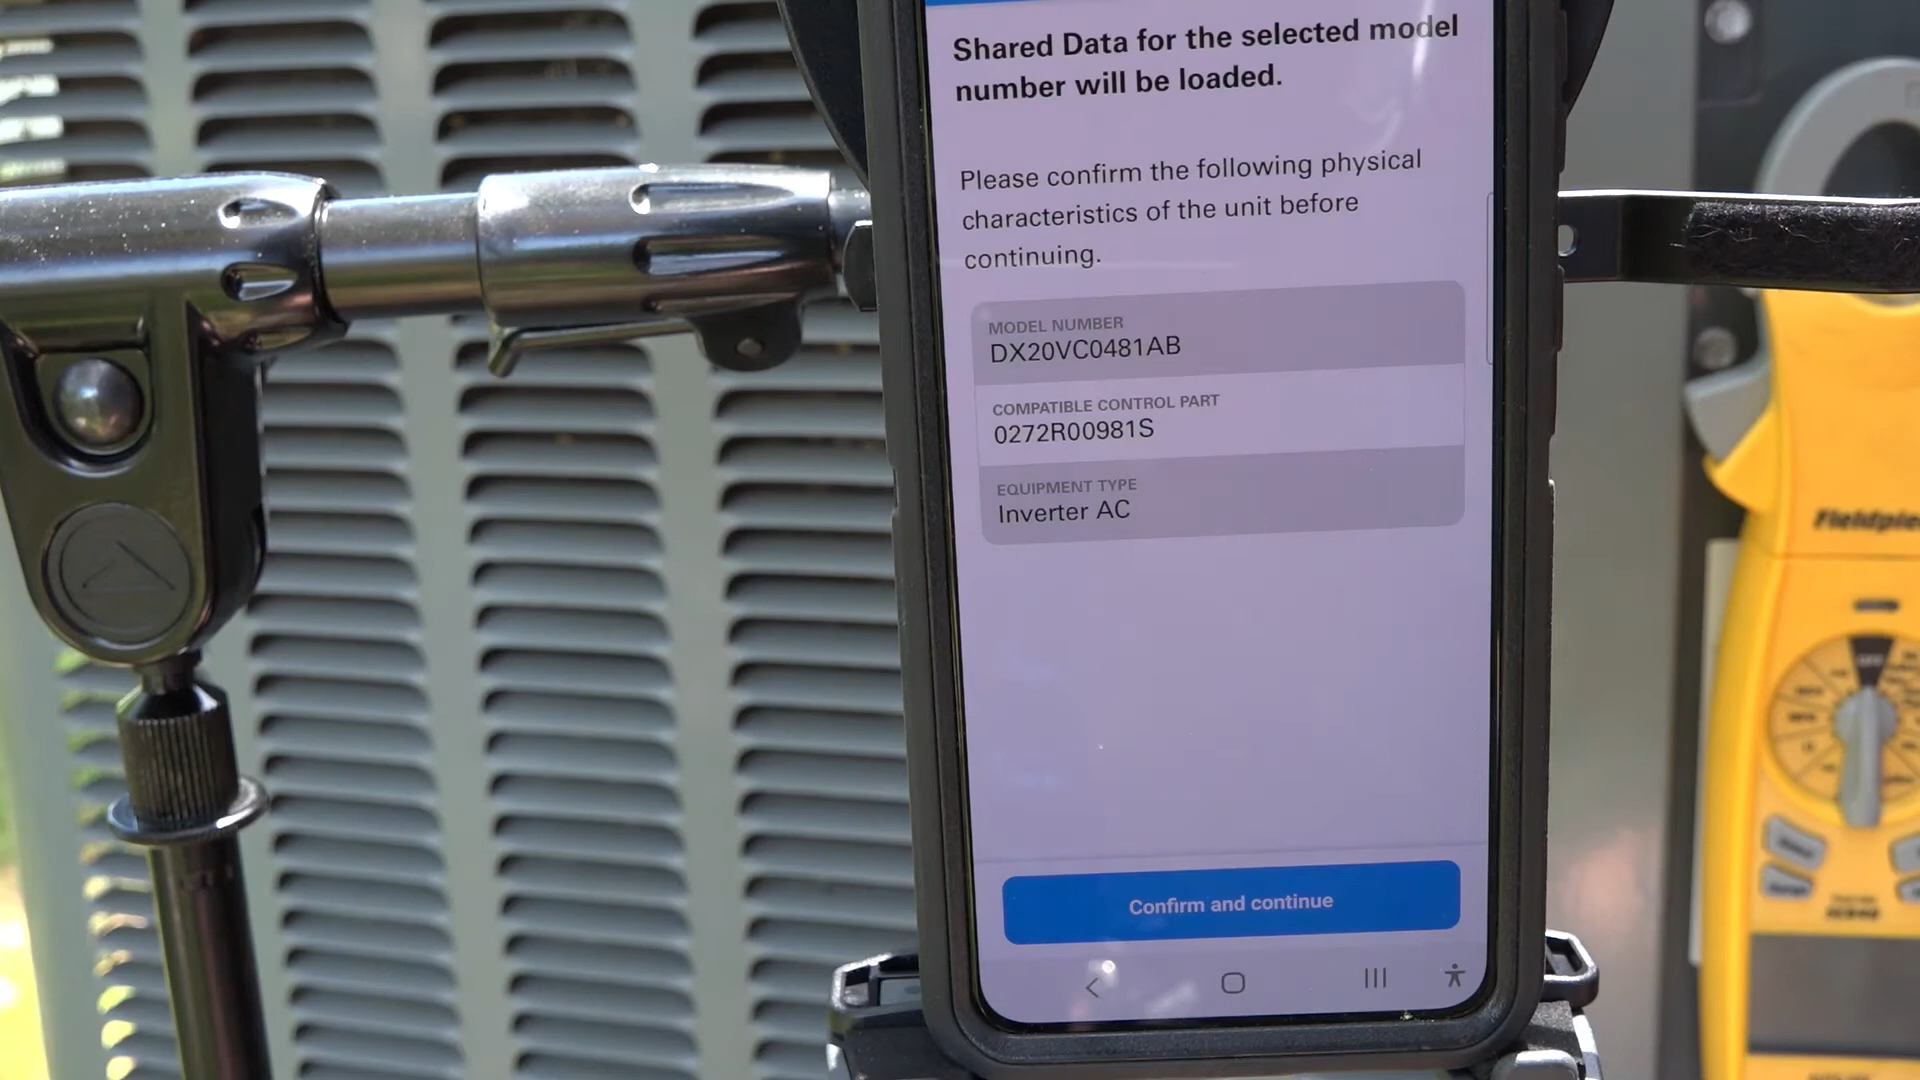 Shared Data for the selected model
number will be loaded.
Please confirm the following physical
characteristics of the unit before
continuing.
MODEL NUMBER
DX20VC0481AB
COMPATIBLE CONTROL PART
0272R00981S
EQUIPMENT TYPE
Inverter AC
Confirm and continue
Fieldpie
OFF